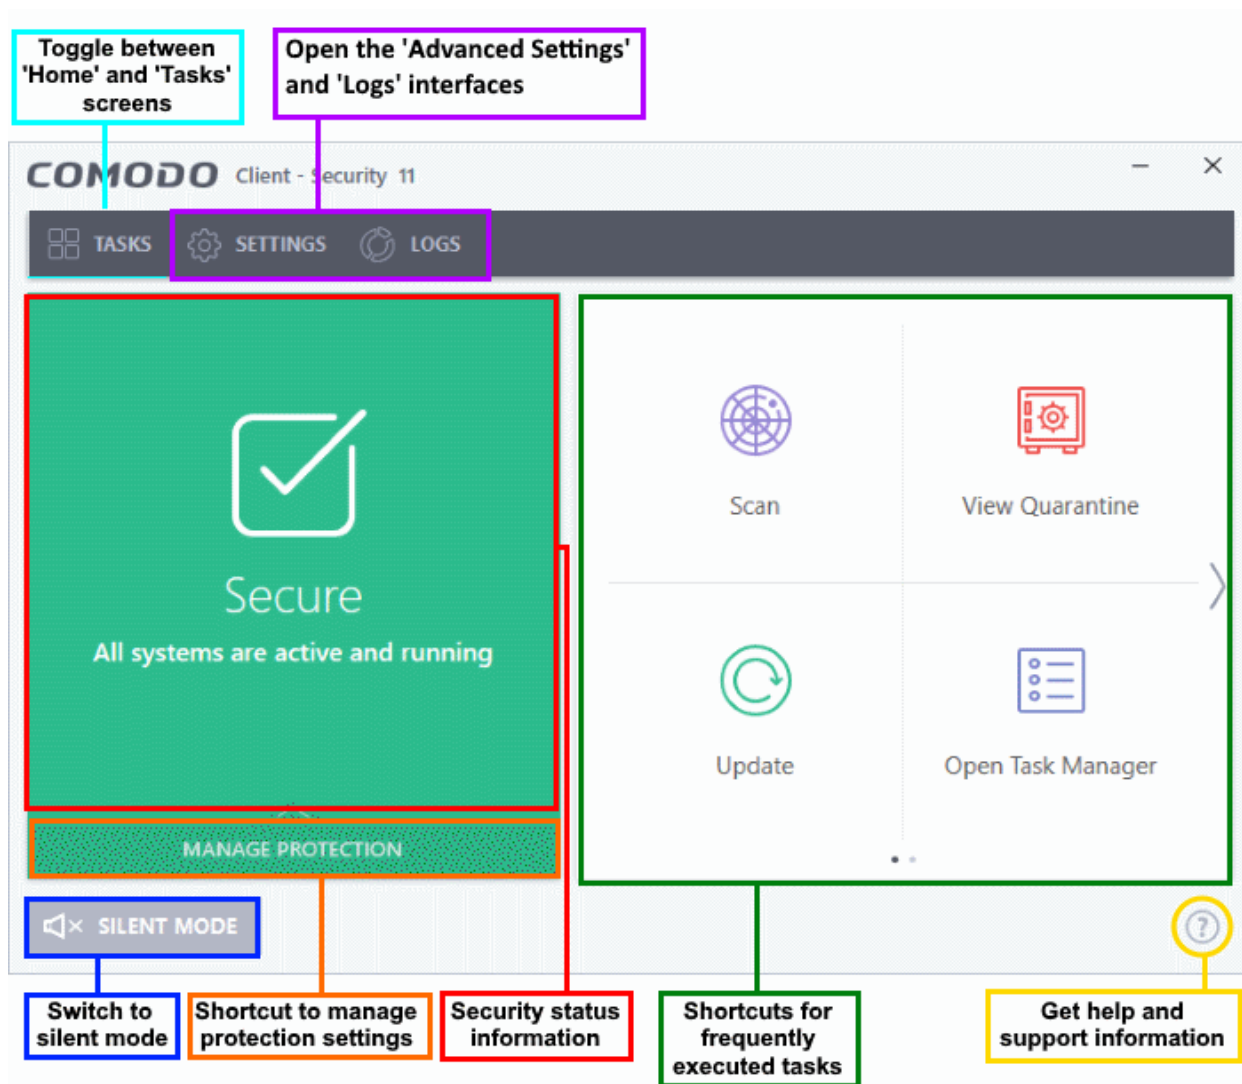 Toggle between
'Home' and 'Tasks'
screens
Open the 'Advanced Settings'
and 'Logs' interfaces
COMODO Client - Security 11
TASKS SETTINGS LOGS
Secure
All systems are active and running
MANAGE PROTECTION
Scan
View Quarantine
Update
Open Task Manager
SILENT MODE
?
Switch to
silent mode
Shortcut to manage
protection settings
Security status
information
Shortcuts for
frequently
executed tasks
Get help and
support information